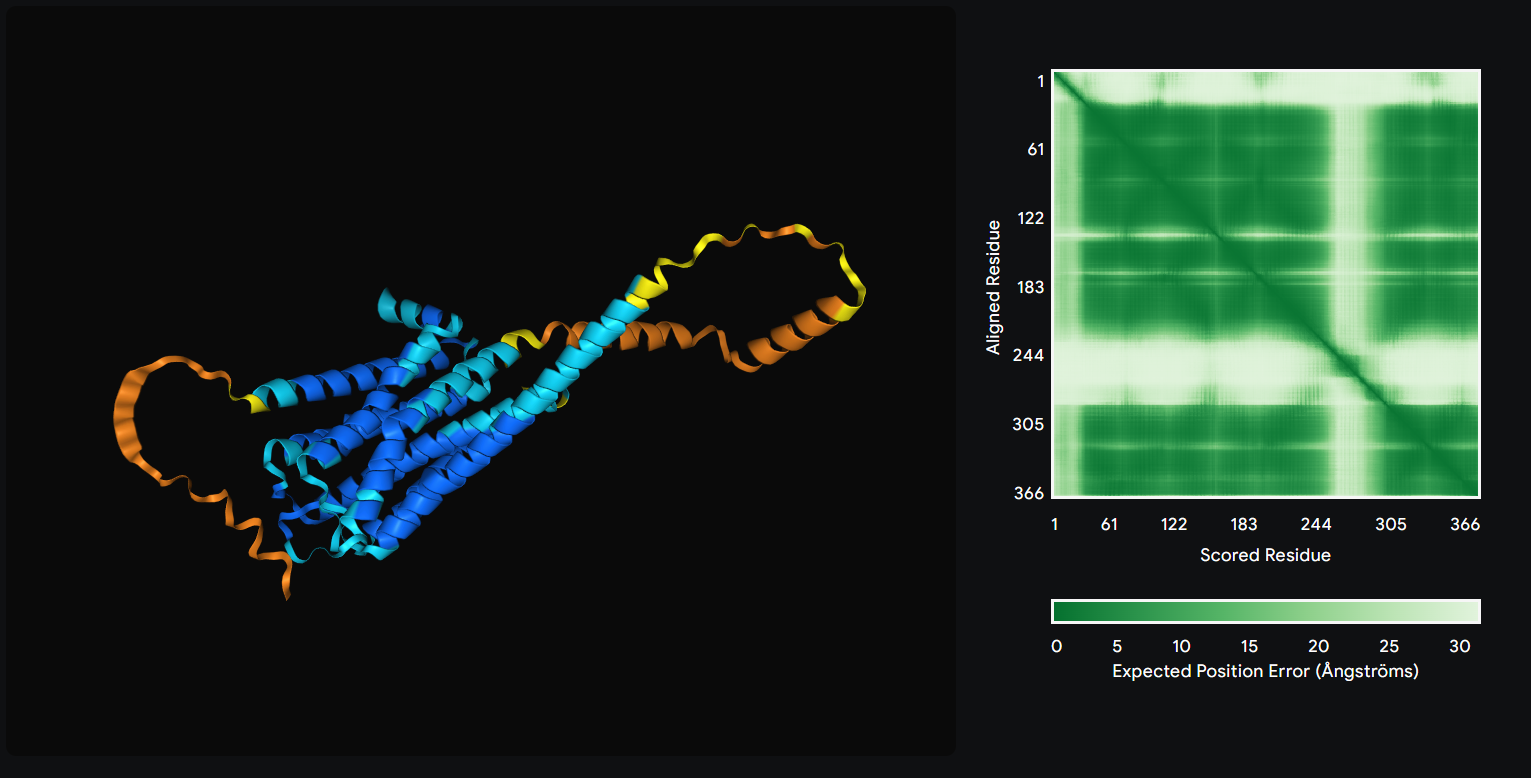 1
61
122
183
244
305
366
Aligned Residue
1 61 122 183 244 305 366
Scored Residue
0 5 10 15 20 25 30
Expected Position Error (Ångströms)